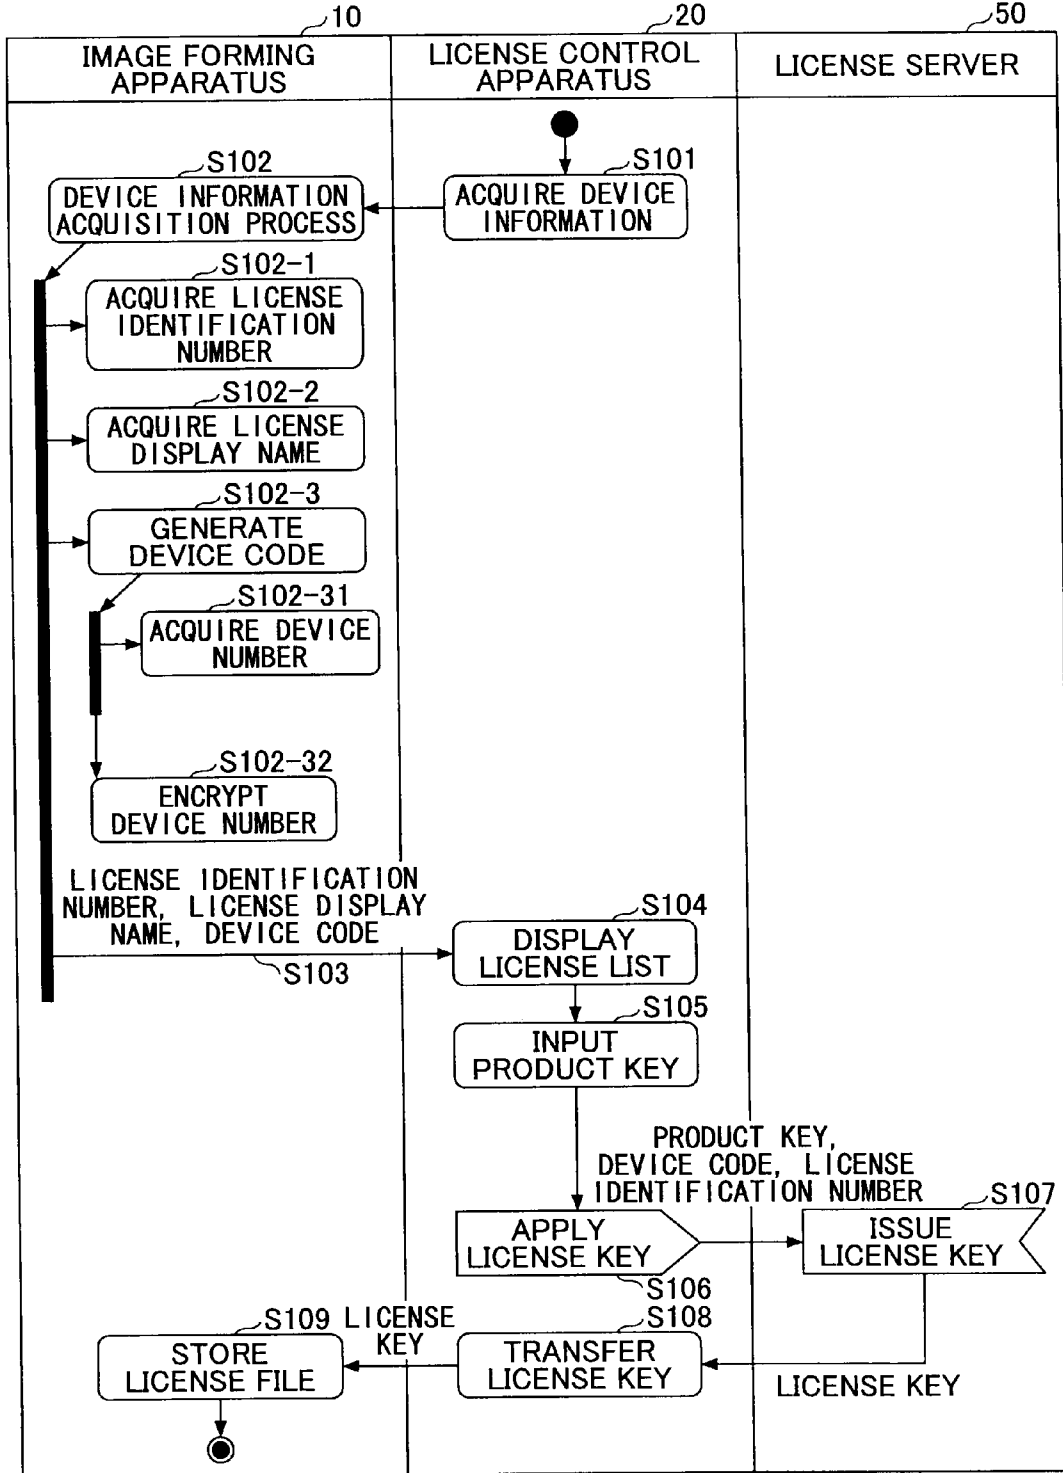 10
20
50
IMAGE FORMING
APPARATUS
LICENSE CONTROL
APPARATUS
LICENSE SERVER
S102
S101
DEVICE INFORMATION
ACQUISITION PROCESS
ACQUIRE DEVICE
INFORMATION
S102-1
ACQUIRE LICENSE
IDENTIFICATION
NUMBER
S102-2
ACQUIRE LICENSE
DISPLAY NAME
S102-3
GENERATE
DEVICE CODE
S102-31
ACQUIRE DEVICE
NUMBER
S102-32
ENCRYPT
DEVICE NUMBER
LICENSE IDENTIFICATION
NUMBER, LICENSE DISPLAY
NAME, DEVICE CODE
S103
S104
DISPLAY
LICENSE LIST
S105
INPUT
PRODUCT KEY
PRODUCT KEY,
DEVICE CODE, LICENSE
IDENTIFICATION NUMBER
S107
APPLY
LICENSE KEY
ISSUE
LICENSE KEY
S106
S109
LICENSE
KEY
S108
STORE
LICENSE FILE
TRANSFER
LICENSE KEY
LICENSE KEY